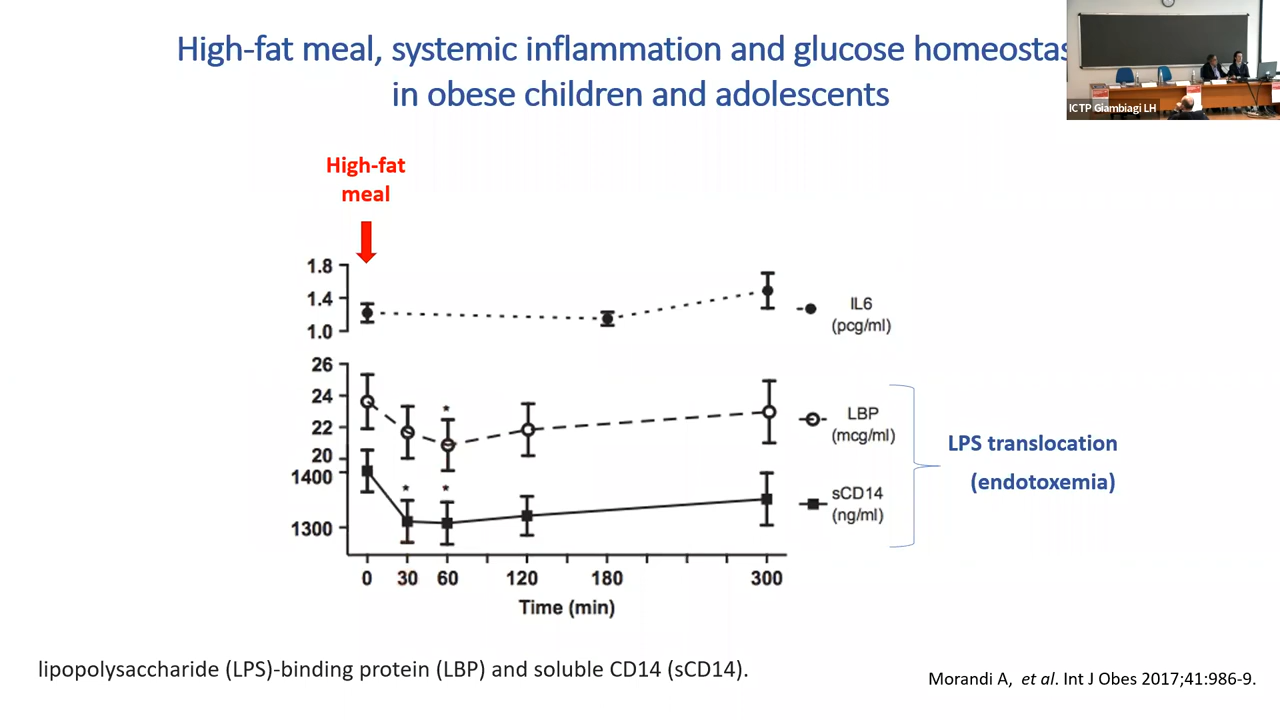 High-fat meal, systemic inflammation and glucose homeostas
in obese children and adolescents
ICTP Giambiagi LH
High-fat
meal
1.8
1.4
1.0
IL6
(pcg/ml)
26
24
22
20
LBP
(mcg/ml)
1400
1300
sCD14
(ng/ml)
LPS translocation
(endotoxemia)
* 
* *
0 30 60 120 180 300
Time (min)
lipopolysaccharide (LPS)-binding protein (LBP) and soluble CD14 (sCD14).
Morandi A, et al. Int J Obes 2017;41:986-9.